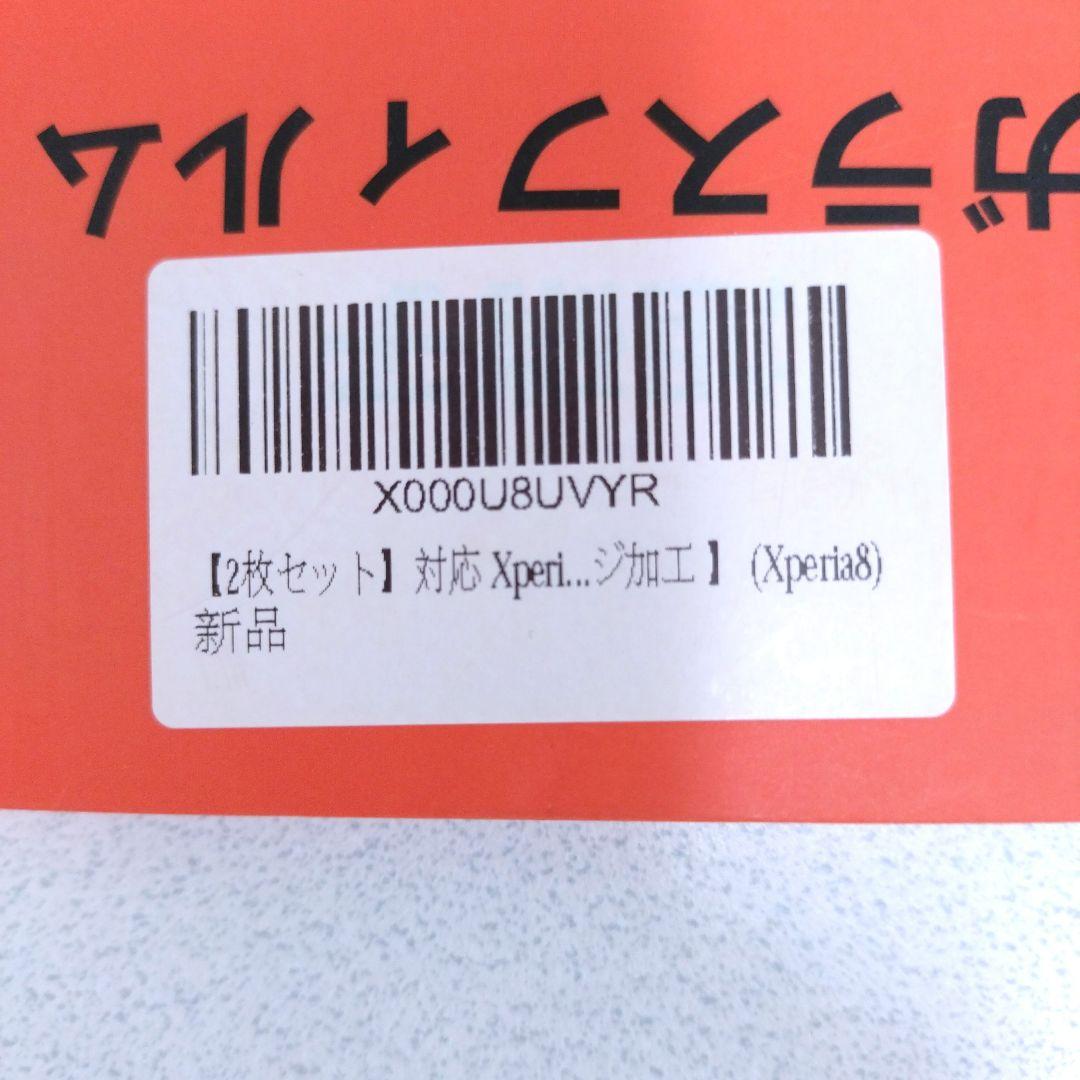 ガラスフィルム
X000U8UVYR
【2枚セット】対応 Xperi...ジ加工 】 (Xperia8)
新品